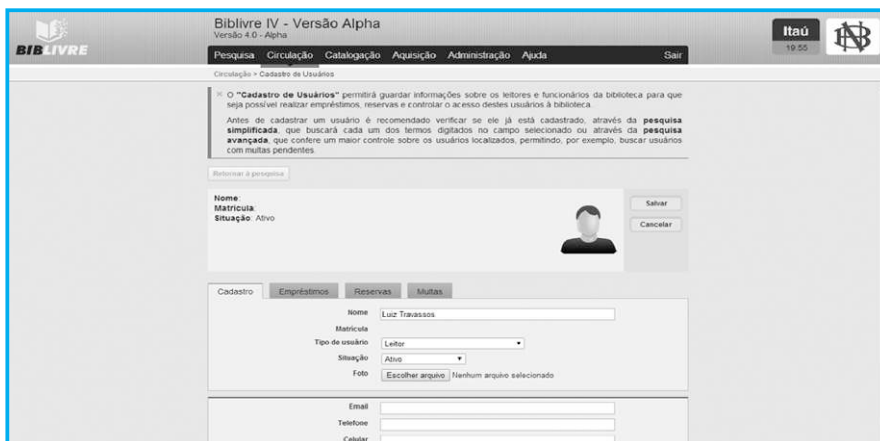 BIBLIVRE
Biblivre IV - Versão Alpha
Versão 4.0 - Alpha
Itaú
19:55
Pesquisa Circulação Catalogação Aquisição Administração Ajuda Sair
Circulação > Cadastro de Usuários
× O "Cadastro de Usuários" permitirá guardar informações sobre os leitores e funcionários da biblioteca para que
seja possível realizar empréstimos, reservas e controlar o acesso destes usuários à biblioteca.
Antes de cadastrar um usuário é recomendado verificar se ele já está cadastrado, através da pesquisa
simplificada, que buscará cada um dos termos digitados no campo selecionado ou através da pesquisa
avançada, que confere um maior controle sobre os usuários localizados, permitindo, por exemplo, buscar usuários
com multas pendentes.
Retornar à pesquisa
Nome:
Matrícula:
Situação: Ativo
Salvar
Cancelar
Cadastro Empréstimos Reservas Multas
Nome Luiz Travassos
Matrícula
Tipo de usuário Leitor
Situação Ativo
Foto Escolher arquivo Nenhum arquivo selecionado
Email
Telefone
Celular